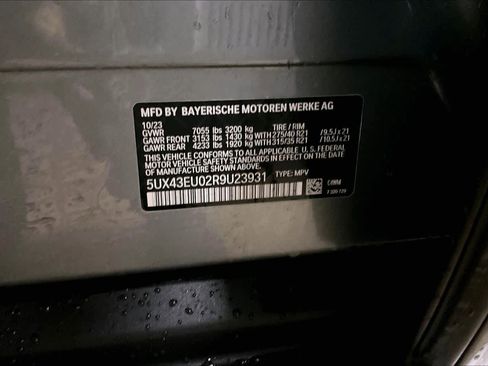 MFD BY BAYERISCHE MOTOREN WERKE AG
10/23
GVWR 7055 lbs 3200 kg TIRE / RIM
GAWR FRONT 3153 lbs 1430 kg WITH 275/40 R21 /9.5J x 21
GAWR REAR 4233 lbs 1920 kg WITH 315/35 R21 /10.5J x 21
THIS VEHICLE CONFORMS TO ALL APPLICABLE U.S. FEDERAL
MOTOR VEHICLE SAFETY STANDARDS IN EFFECT ON THE DATE OF
MANUFACTURE SHOWN ABOVE.
5UX43EU02R9U23931 TYPE: MPV